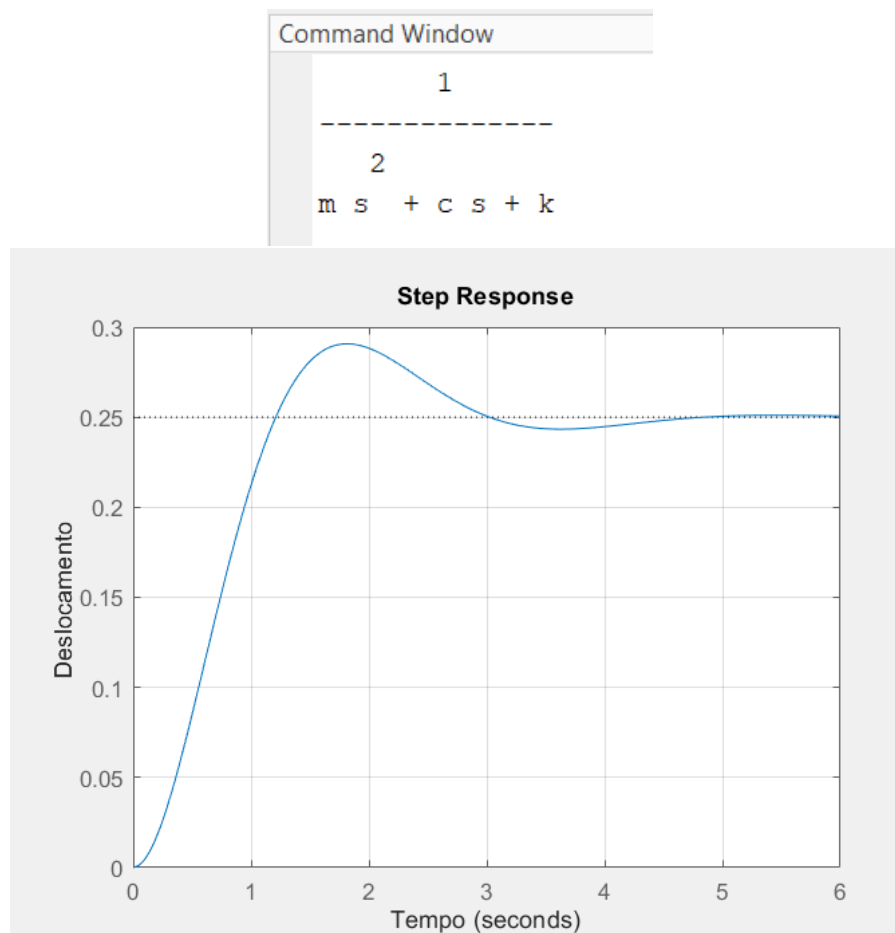 Command Window
1
--------------
2
m s + c s + k
Step Response
0.3
0.25
0.2
0.15
0.1
0.05
0
Deslocamento
0 1 2 3 4 5 6
Tempo (seconds)